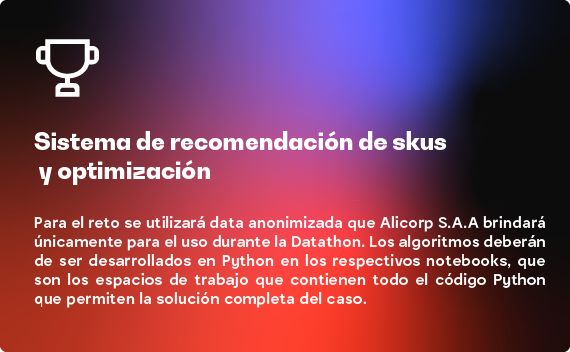 Sistema de recomendación de skus
y optimización
Para el reto se utilizará data anonimizada que Alicorp S.A.A brindará
únicamente para el uso durante la Datathon. Los algoritmos deberán
de ser desarrollados en Python en los respectivos notebooks, que
son los espacios de trabajo que contienen todo el código Python
que permiten la solución completa del caso.